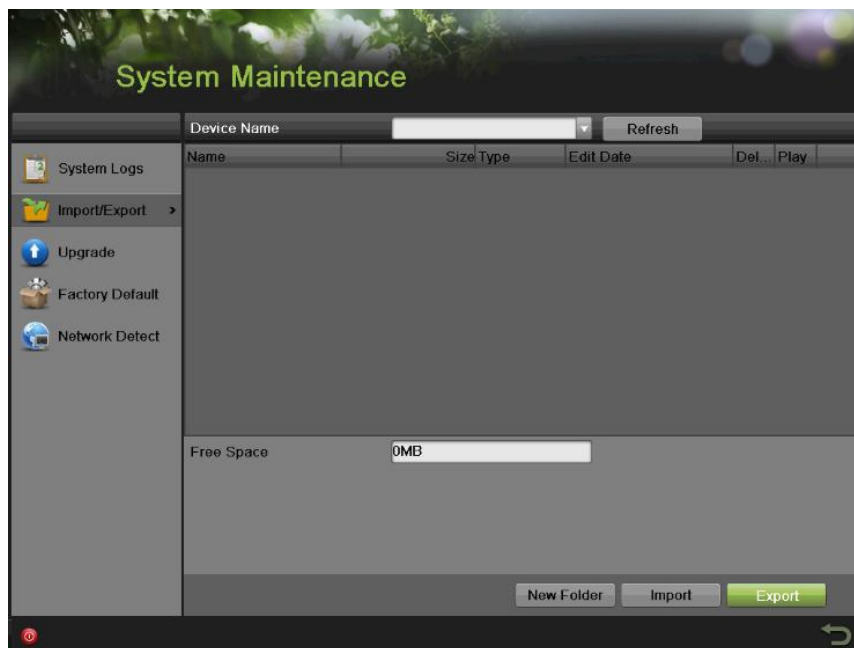 System Maintenance
Device Name
Refresh
Name Size Type Edit Date Del... Play
System Logs
Import/Export >
Upgrade
Factory Default
Network Detect
Free Space 0MB
New Folder Import Export